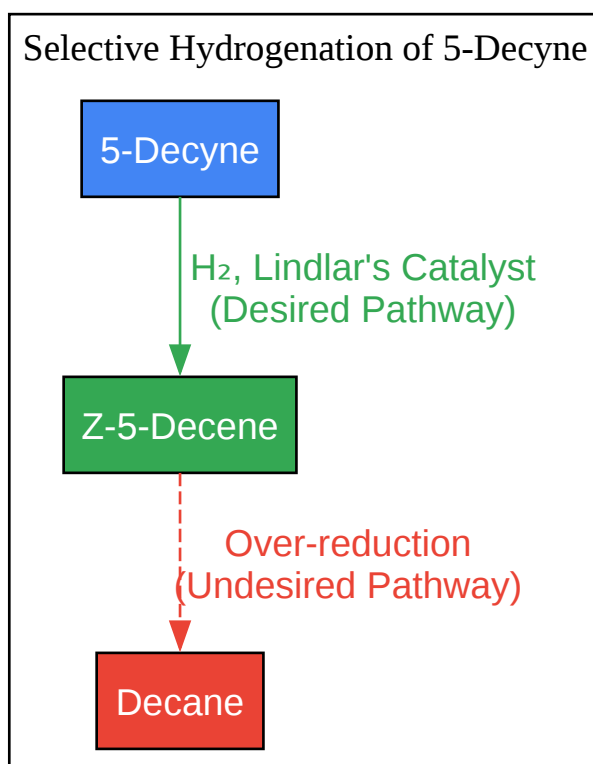 Selective Hydrogenation of 5-Decyne
5-Decyne
H₂, Lindlar's Catalyst
(Desired Pathway)
Z-5-Decene
Over-reduction
(Undesired Pathway)
Decane